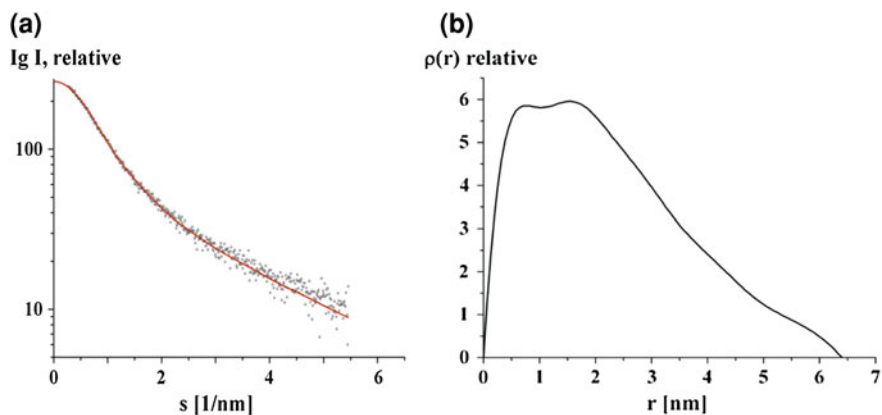 (a)
lg I, relative
100
10
0 2 4 6
s [1/nm]
(b)
ρ(r) relative
6
5
4
3
2
1
0
0 1 2 3 4 5 6 7
r [nm]